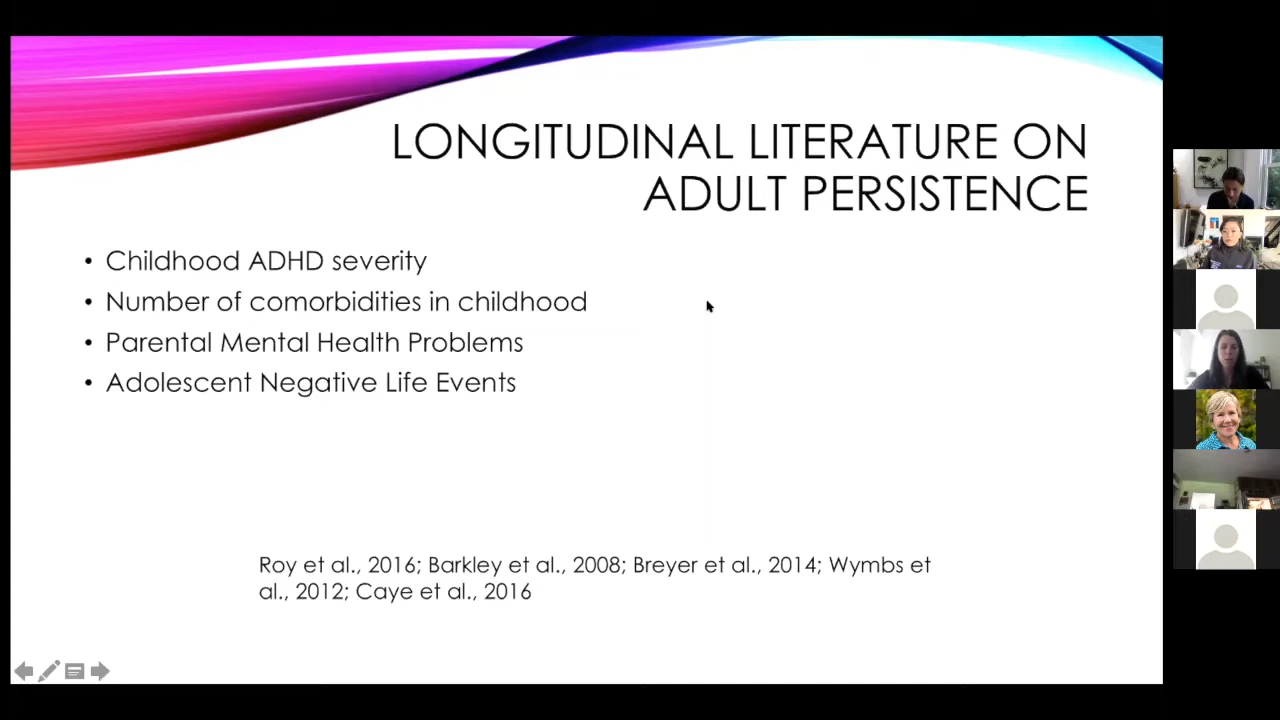 LONGITUDINAL LITERATURE ON
ADULT PERSISTENCE
• Childhood ADHD severity
• Number of comorbidities in childhood
• Parental Mental Health Problems
• Adolescent Negative Life Events
Roy et al., 2016; Barkley et al., 2008; Breyer et al., 2014; Wymbs et
al., 2012; Caye et al., 2016